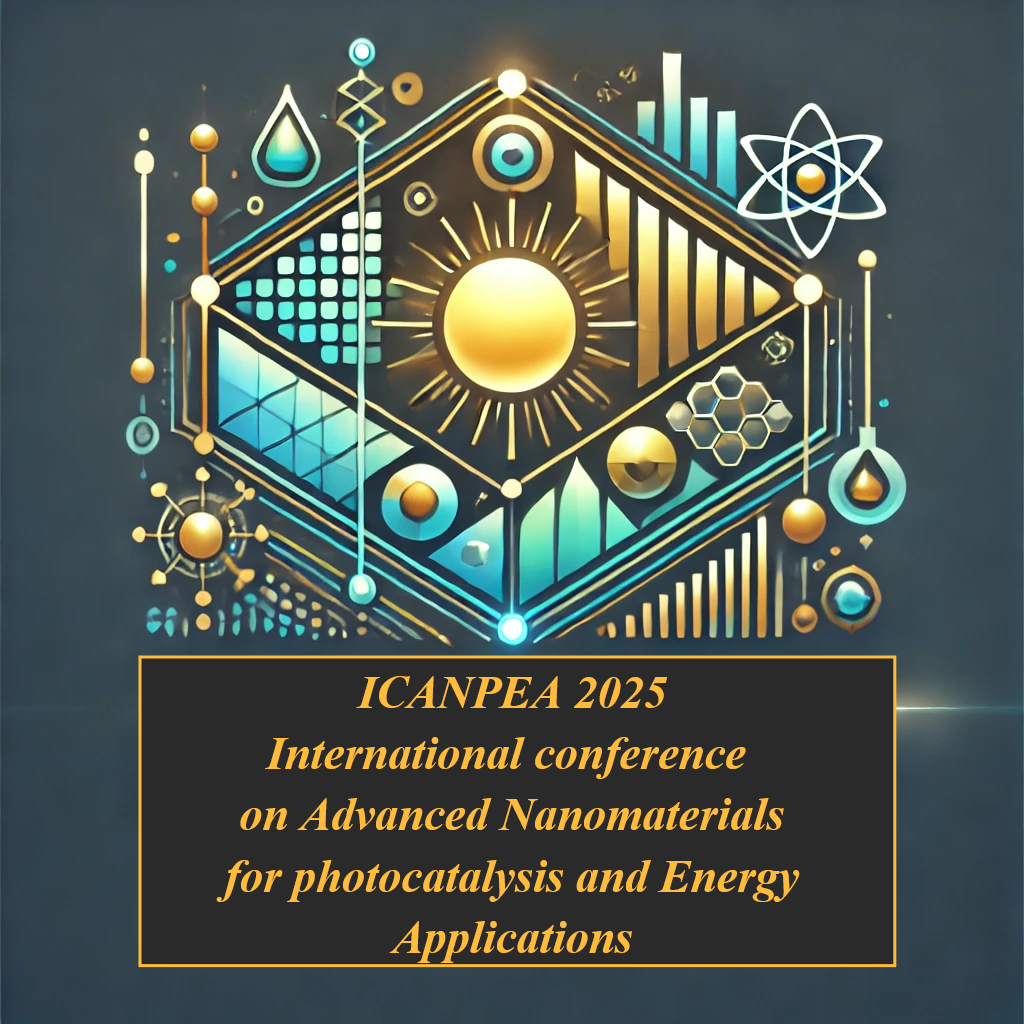 ICANPEA 2025
International conference
on Advanced Nanomaterials
for photocatalysis and Energy
Applications